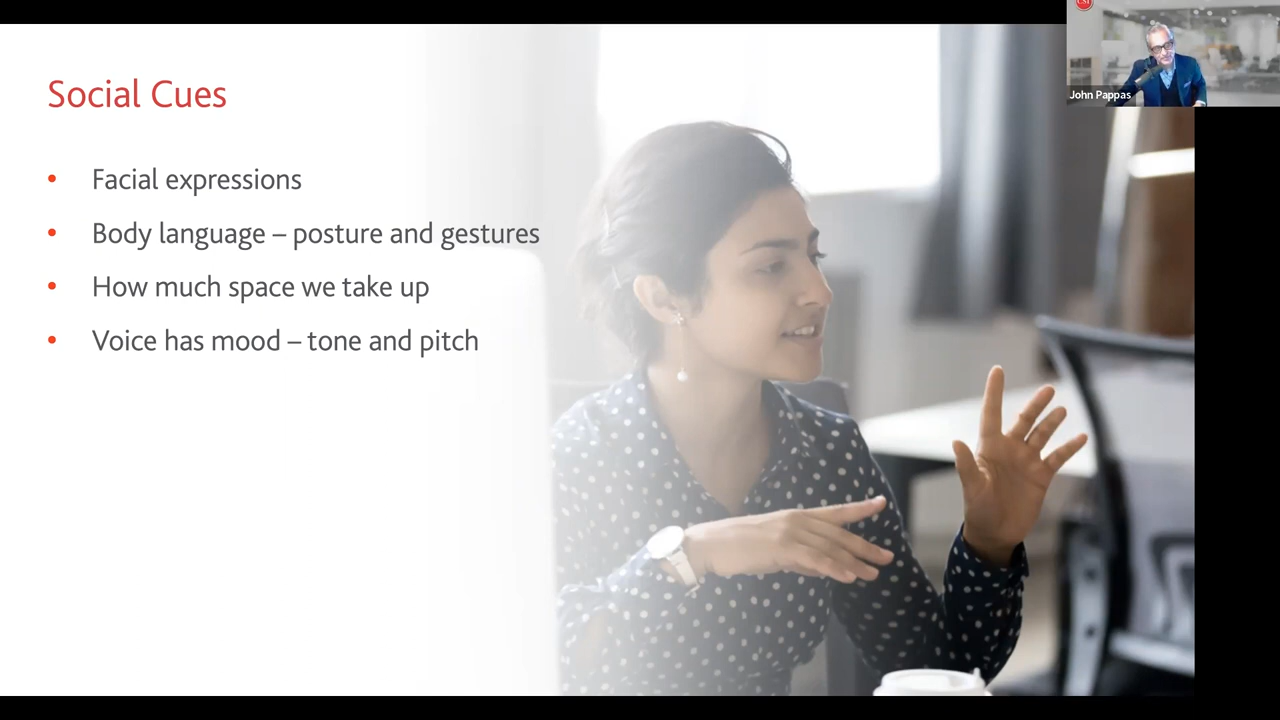 Social Cues
• Facial expressions
• Body language – posture and gestures
• How much space we take up
• Voice has mood – tone and pitch
CSI
John Pappas